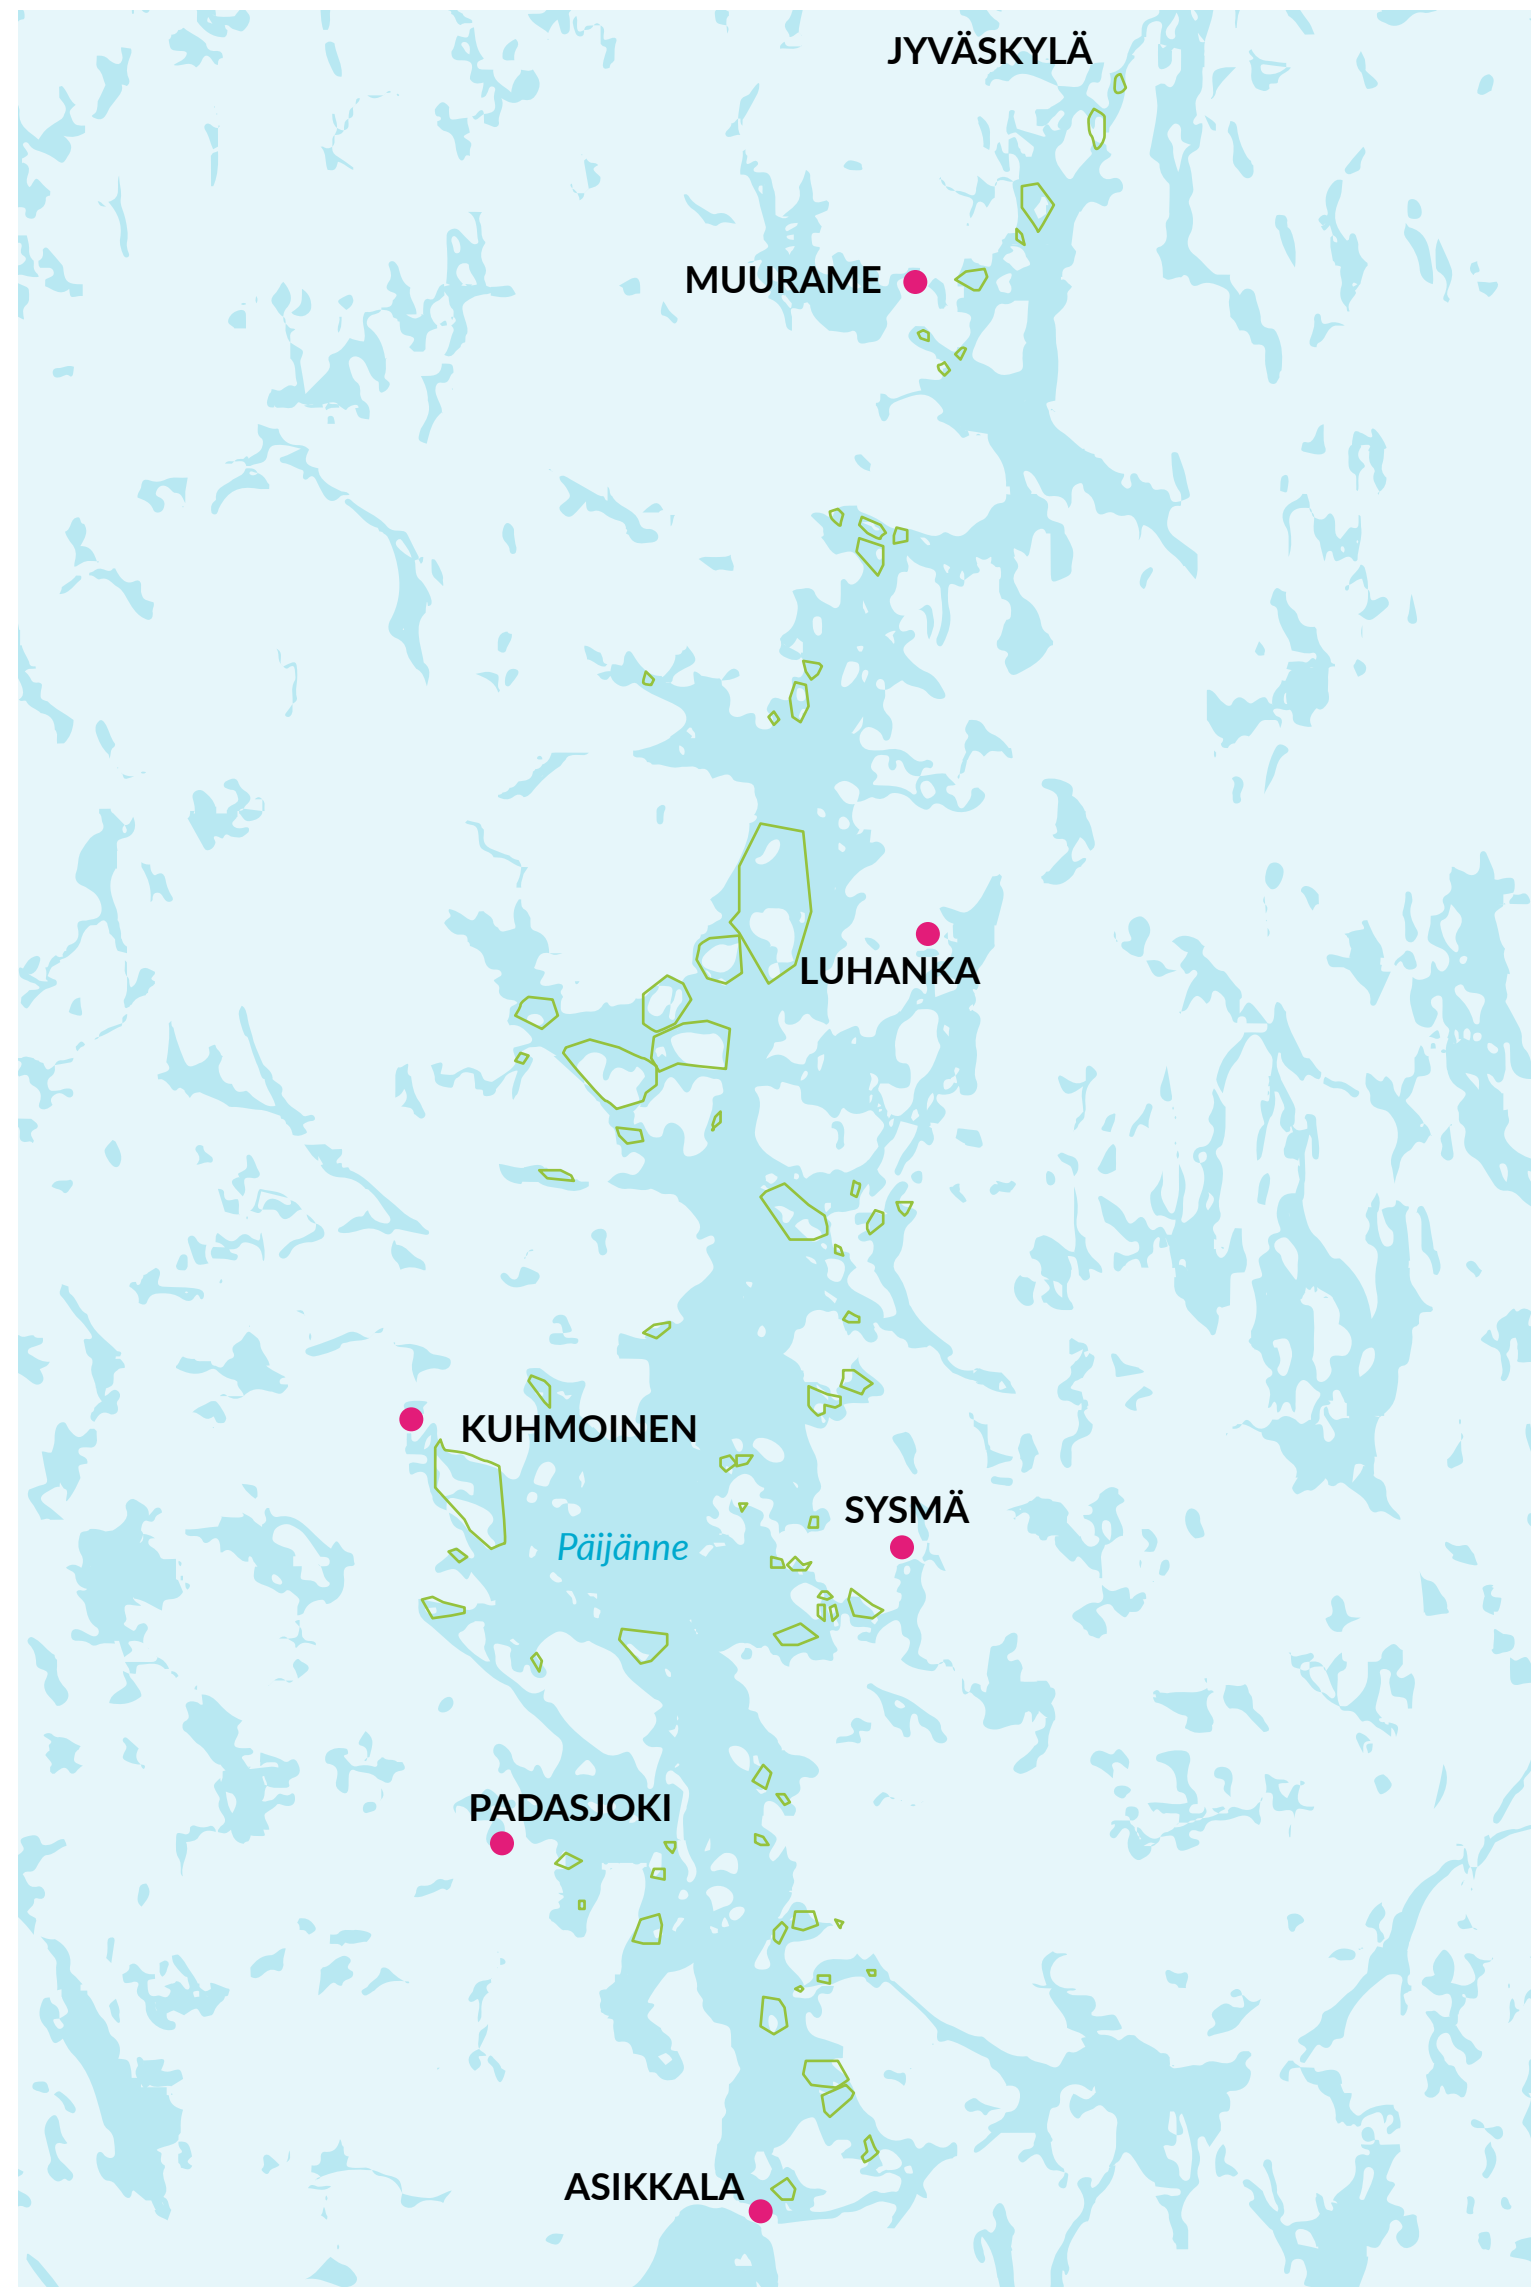 JYVÄSKYLÄ
MUURAME
LUHANKA
KUHMOINEN
SYSMÄ
Päijänne
PADASJOKI
ASIKKALA